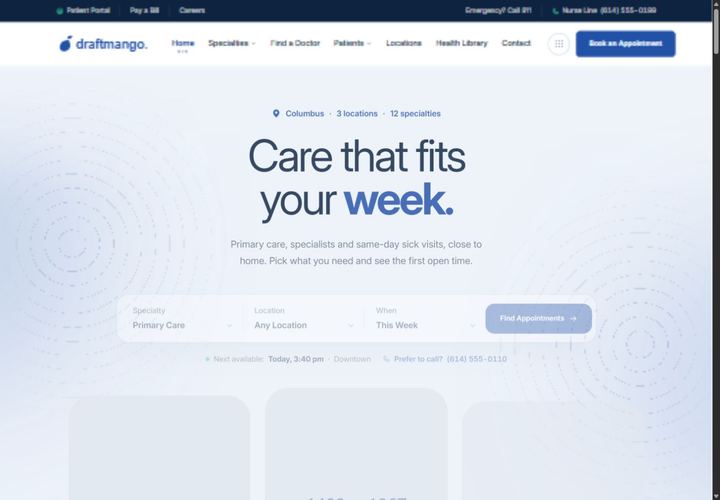 Patient Portal Pay a Bill Careers Emergency? Call 911 Nurse Line (614) 555-0199
draftmango. Home Specialties Find a Doctor Patients Locations Health Library Contact Book an Appointment
Columbus · 3 locations · 12 specialties
Care that fits
your week.
Primary care, specialists and same-day sick visits, close to
home. Pick what you need and see the first open time.
Specialty Location When
Primary Care Any Location This Week Find Appointments →
Next available: Today, 3:40 pm · Downtown Prefer to call? (614) 555-0110